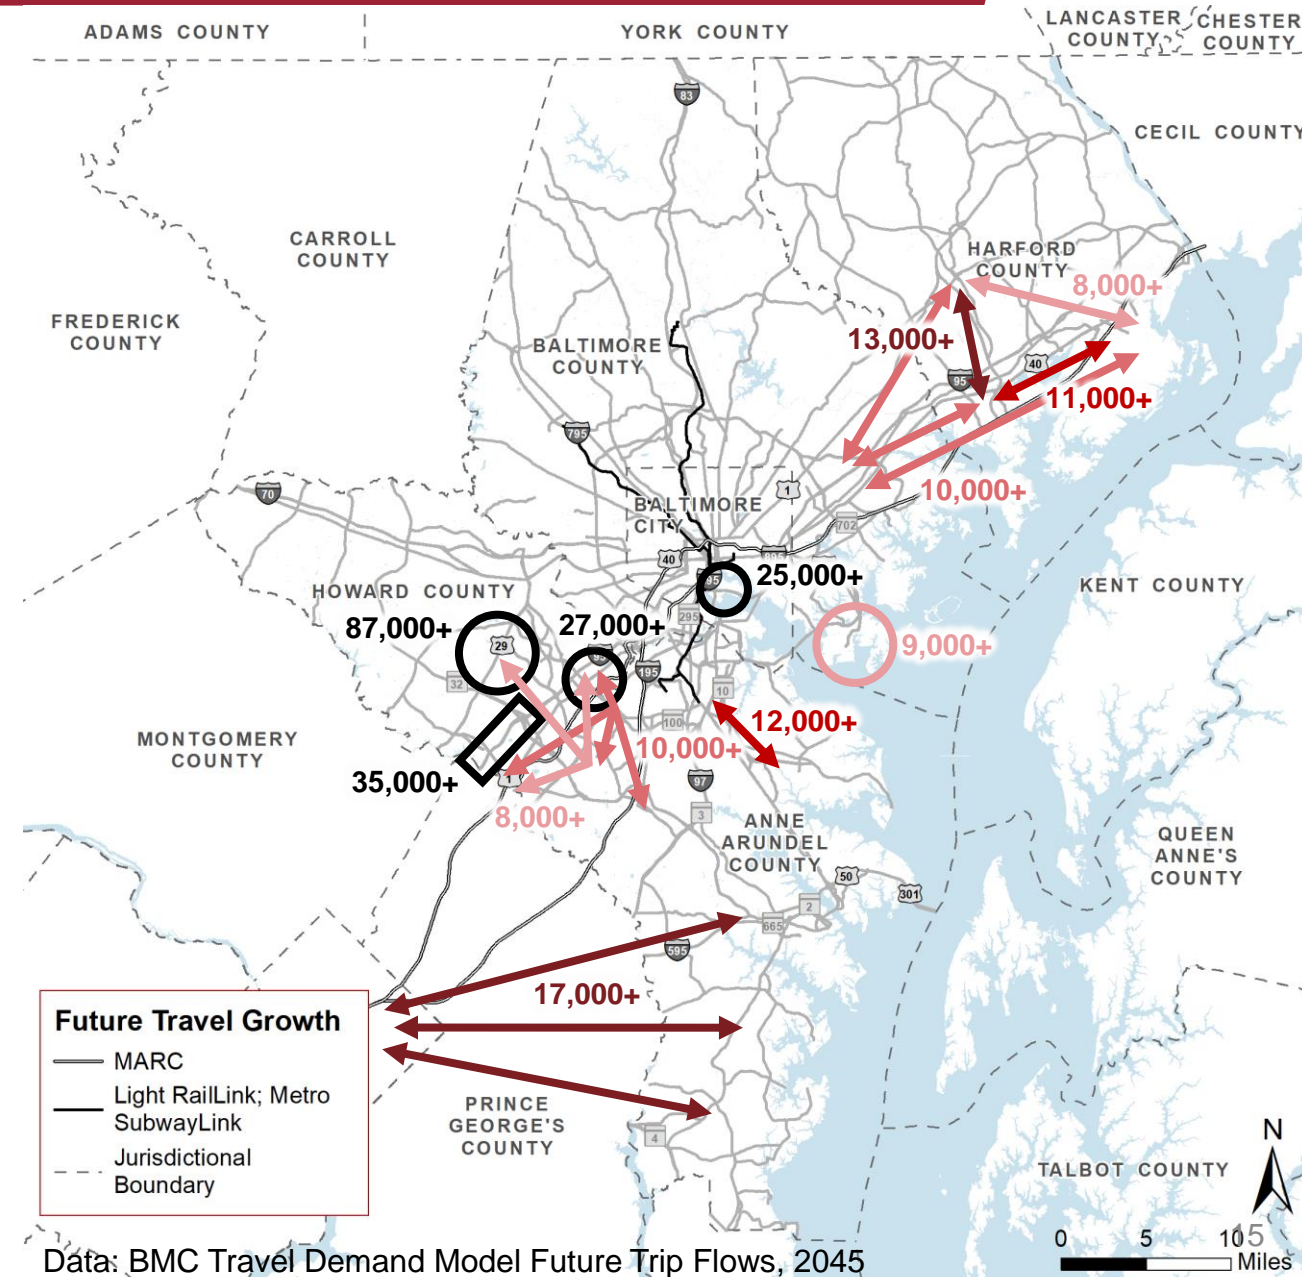 ADAMS COUNTY
YORK COUNTY
LANCASTER
COUNTY
CHESTER
COUNTY
83
CECIL COUNTY
CARROLL
COUNTY
HARFORD
COUNTY
8,000+
FREDERICK
COUNTY
BALTIMORE
COUNTY
13,000+
40
95
11,000+
795
70
1
10,000+
BALTIMORE
CITY
702
40
895
25,000+
95
HOWARD COUNTY
KENT COUNTY
87,000+
27,000+
295
29
95
9,000+
195
32
10
12,000+
100
10,000+
MONTGOMERY
COUNTY
35,000+
1
97
8,000+
3
ANNE
ARUNDEL
COUNTY
QUEEN
ANNE'S
COUNTY
50
301
2
665
595
17,000+
Future Travel Growth
MARC
Light RailLink; Metro
SubwayLink
Jurisdictional
Boundary
PRINCE
GEORGE'S
COUNTY
4
N
TALBOT COUNTY
15
0 5 10
Miles
Data: BMC Travel Demand Model Future Trip Flows, 2045